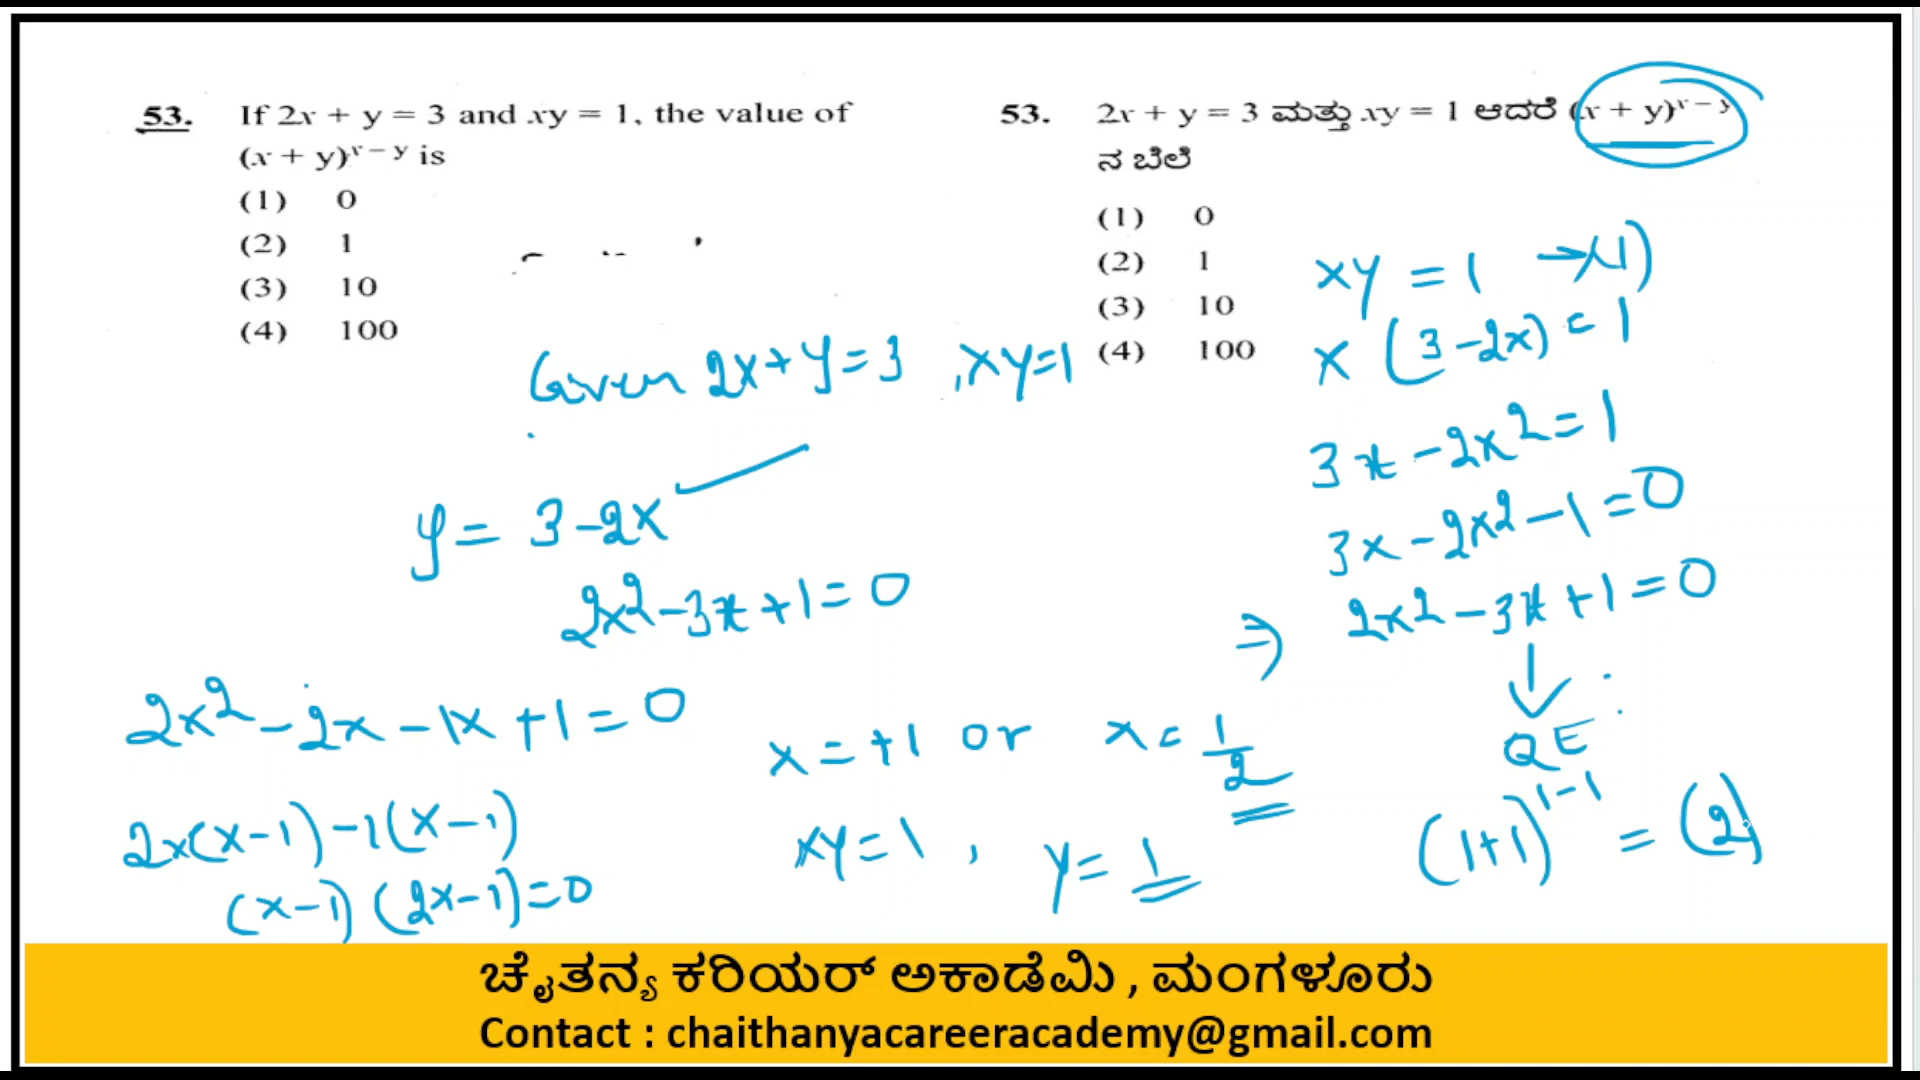 53. If 2x + y = 3 and xy = 1, the value of
(x + y)^x − y is
(1) 0
(2) 1
(3) 10
(4) 100
53. 2x + y = 3 ಮತ್ತು xy = 1 ಆದರೆ (x + y)^x − y
ನ ಬೆಲೆ
(1) 0
(2) 1
(3) 10
(4) 100
Given 2x + y = 3 , xy = 1
y = 3 − 2x
xy = 1 → (1)
x (3 − 2x) = 1
3x − 2x² = 1
3x − 2x² − 1 = 0
⇒ 2x² − 3x + 1 = 0
QE
2x² − 3x + 1 = 0
2x² − 2x − 1x + 1 = 0
2x(x − 1) − 1(x − 1)
(x − 1) (2x − 1) = 0
x = +1 or x = 1/2
xy = 1 , y = 1
(1+1)^1−1 = (2)
ಚೈತನ್ಯ ಕರಿಯರ್ ಅಕಾಡೆಮಿ , ಮಂಗಳೂರು
Contact : chaithanyacareeracademy@gmail.com